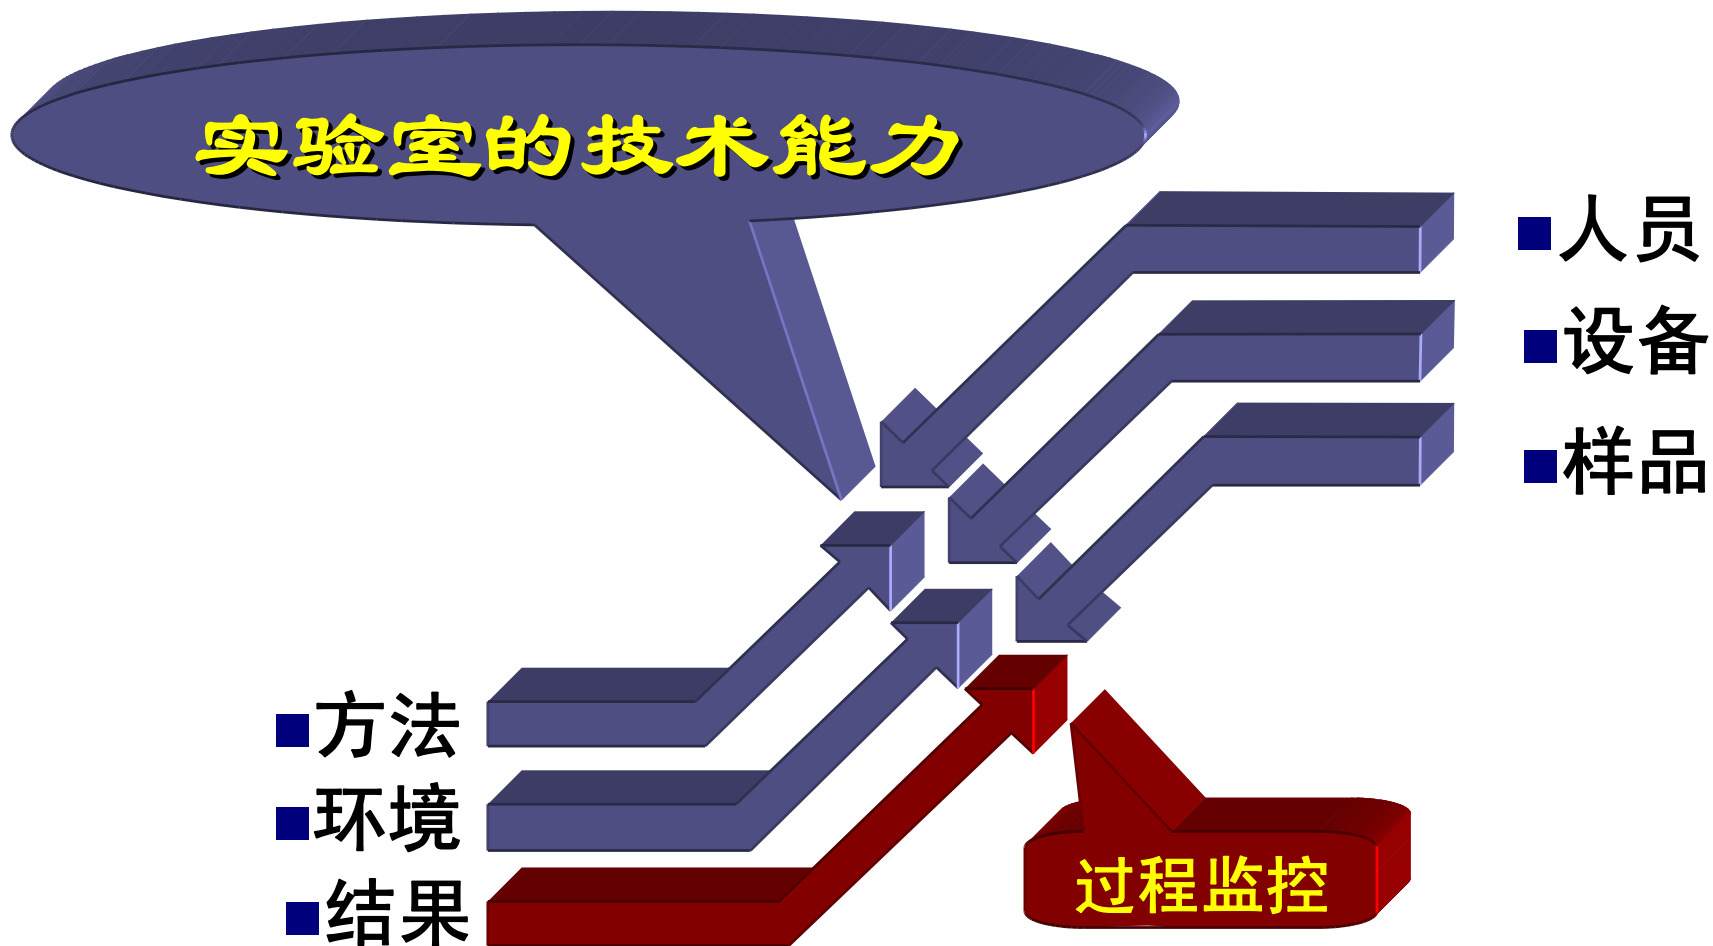 实验室的技术能力
■人员
■设备
■样品
■方法
■环境
■结果
过程监控